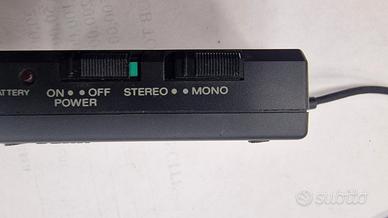 ATTERY ON ● ● OFF STEREO ● ● MONO
POWER
subito